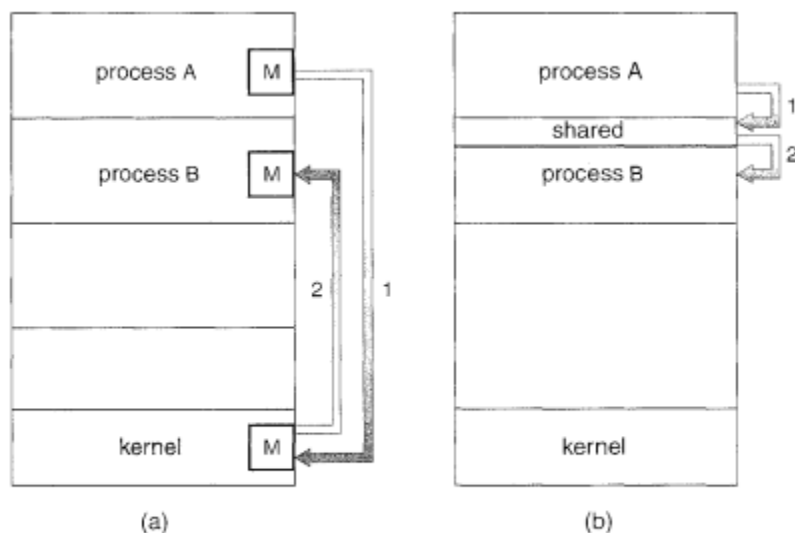 process A
M
process B
M
2
1
kernel
M
(a)
process A
1
shared
2
process B
kernel
(b)